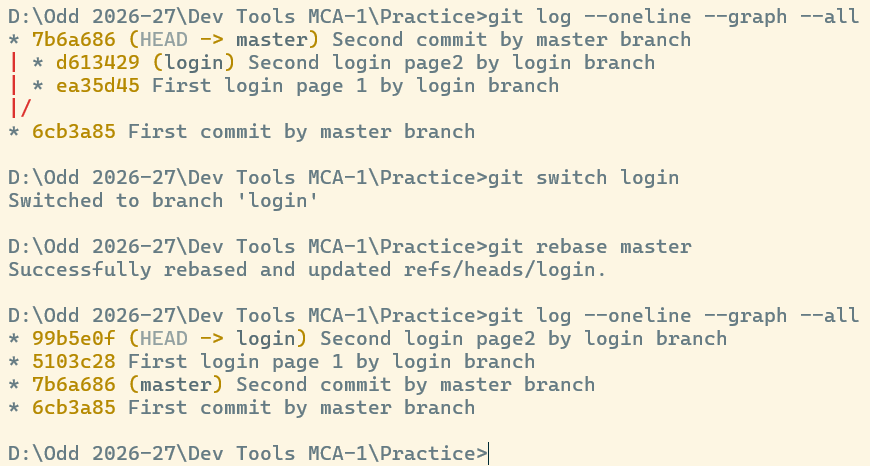 D:\Odd 2026-27\Dev Tools MCA-1\Practice>git log --oneline --graph --all
* 7b6a686 (HEAD -> master) Second commit by master branch
| * d613429 (login) Second login page2 by login branch
| * ea35d45 First login page 1 by login branch
|/
* 6cb3a85 First commit by master branch

D:\Odd 2026-27\Dev Tools MCA-1\Practice>git switch login
Switched to branch 'login'

D:\Odd 2026-27\Dev Tools MCA-1\Practice>git rebase master
Successfully rebased and updated refs/heads/login.

D:\Odd 2026-27\Dev Tools MCA-1\Practice>git log --oneline --graph --all
* 99b5e0f (HEAD -> login) Second login page2 by login branch
* 5103c28 First login page 1 by login branch
* 7b6a686 (master) Second commit by master branch
* 6cb3a85 First commit by master branch

D:\Odd 2026-27\Dev Tools MCA-1\Practice>